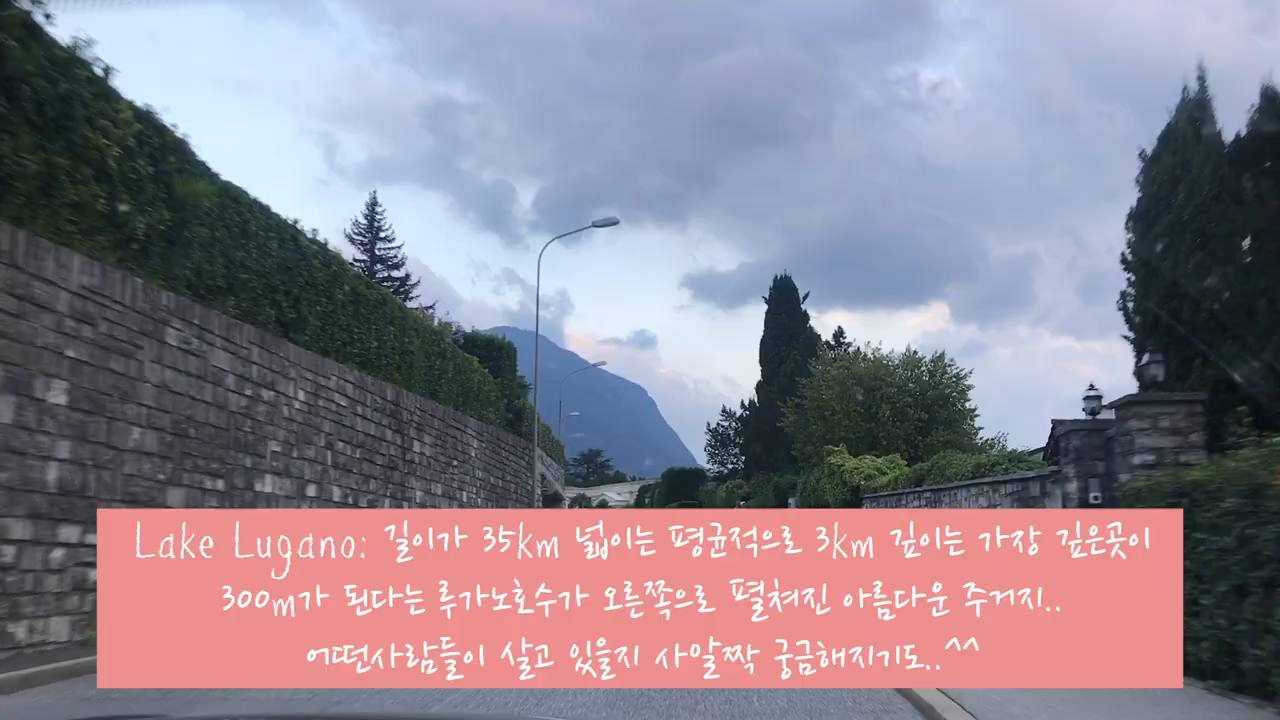 Lake Lugano: 길이가 35km 넓이는 평균적으로 3km 깊이는 가장 깊은곳이
300m가 된다는 루가노호수가 오른쪽으로 펼쳐진 아름다운 주거지..
어떤사람들이 살고 있을지 사알짝 궁금해지기도..^^